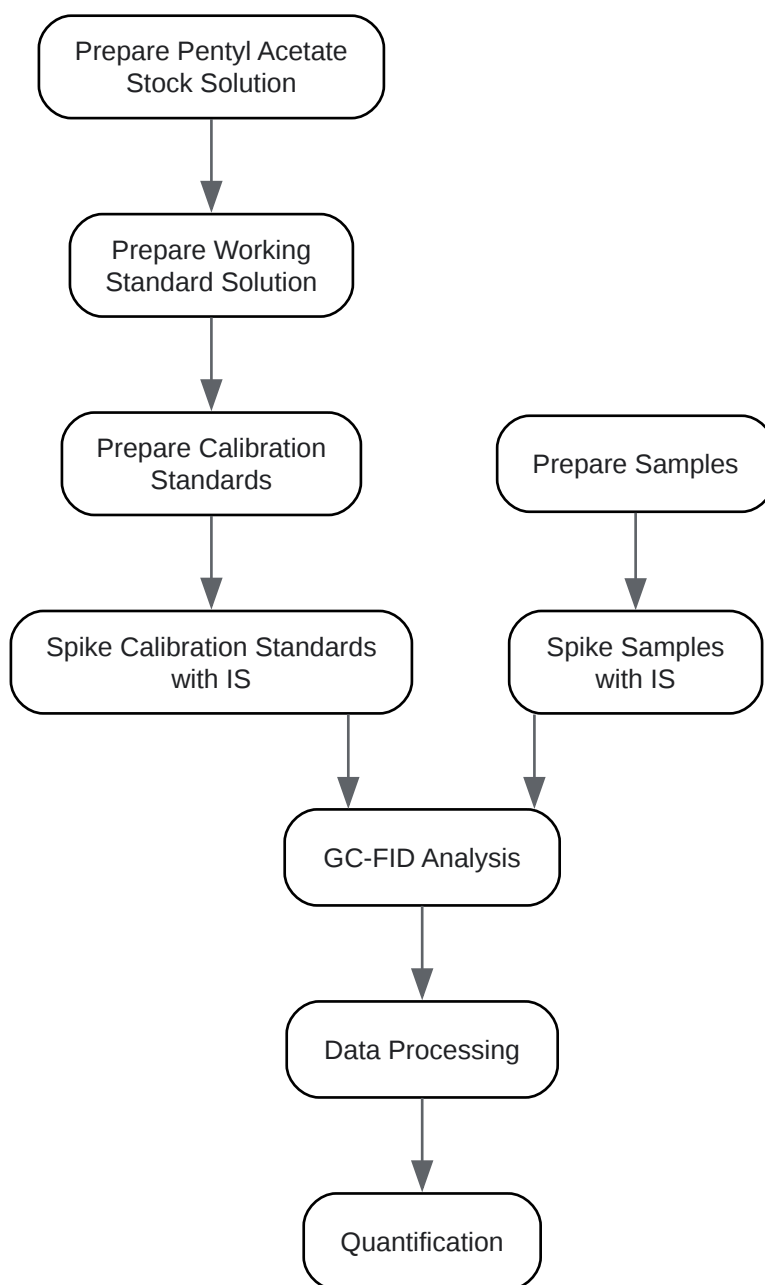 Prepare Pentyl Acetate
Stock Solution
Prepare Working
Standard Solution
Prepare Calibration
Standards
Prepare Samples
Spike Calibration Standards
with IS
Spike Samples
with IS
GC-FID Analysis
Data Processing
Quantification